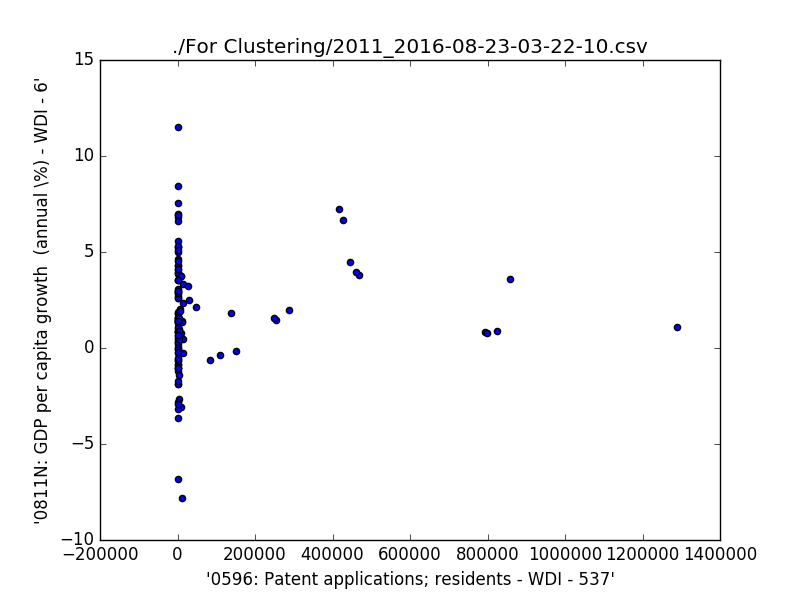 ./For Clustering/2011_2016-08-23-03-22-10.csv
15
10
5
0
−5
−10
'0811N: GDP per capita growth  (annual \%) - WDI - 6'
−200000 0 200000 400000 600000 800000 1000000 1200000 1400000
'0596: Patent applications; residents - WDI - 537'